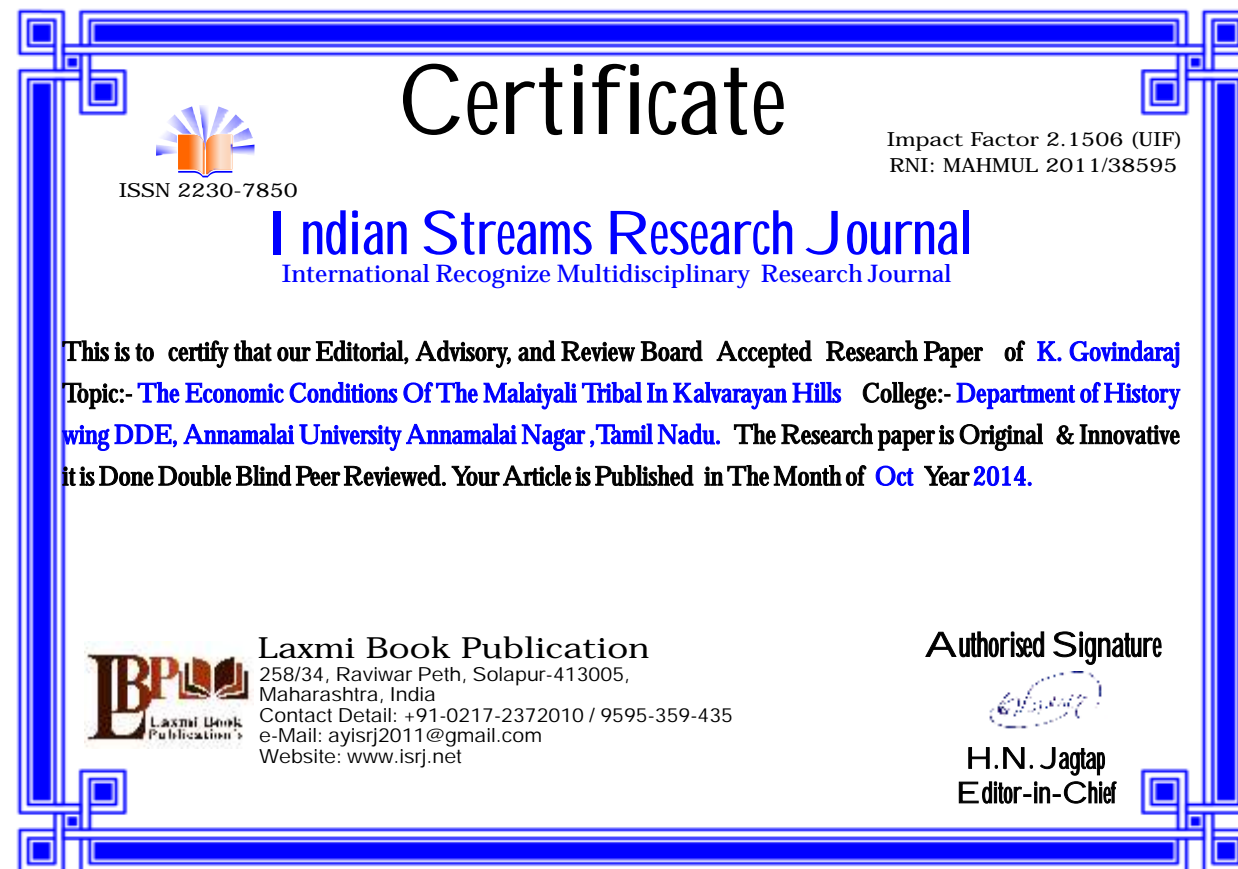 Certificate
Impact Factor 2.1506 (UIF)
RNI: MAHMUL 2011/38595
ISSN 2230-7850
Indian Streams Research Journal
International Recognize Multidisciplinary Research Journal
This is to certify that our Editorial, Advisory, and Review Board Accepted Research Paper of K. Govindaraj
Topic:- The Economic Conditions Of The Malaiyali Tribal In Kalvarayan Hills College:- Department of History
wing DDE, Annamalai University Annamalai Nagar ,Tamil Nadu. The Research paper is Original & Innovative
it is Done Double Blind Peer Reviewed. Your Article is Published in The Month of Oct Year 2014.
LBP
Laxmi Book
Publication's
Laxmi Book Publication
258/34, Raviwar Peth, Solapur-413005,
Maharashtra, India
Contact Detail: +91-0217-2372010 / 9595-359-435
e-Mail: ayisrj2011@gmail.com
Website: www.isrj.net
Authorised Signature
H.N. Jagtap
Editor-in-Chief